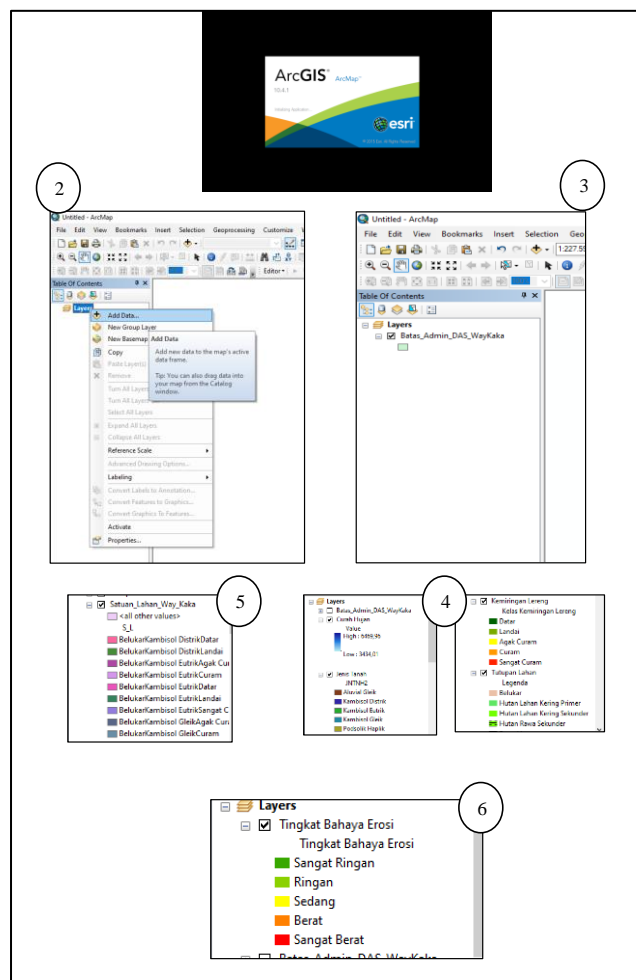 ArcGIS® ArcMap™
10.4.1
esri
2
3
Untitled - ArcMap
File Edit View Bookmarks Insert Selection Geoprocessing Customize
Editor
Table Of Contents
Layers
Add Data...
New Group Layer
New Basemap
Copy
Paste Layer(s)
Remove
Turn All Layers
Turn All Layers
Select All Layers
Expand All Layers
Collapse All Layers
Reference Scale
Advanced Drawing Options...
Labeling
Convert Labels to Annotation...
Convert Features to Graphics...
Convert Graphics To Features...
Activate
Properties...
Add Data
Add new data to the map's active
data frame.
Tip: You can also drag data into
your map from the Catalog
window.
Untitled - ArcMap
File Edit View Bookmarks Insert Selection Geo
1:227.55
Table Of Contents
Layers
Batas_Admin_DAS_WayKaka
5
Satuan_Lahan_Way_Kaka
<all other values>
S_L
BelukarKambisol DistrikDatar
BelukarKambisol DistrikLandai
BelukarKambisol EutrikAgak Cur
BelukarKambisol EutrikCuram
BelukarKambisol EutrikDatar
BelukarKambisol EutrikLandai
BelukarKambisol EutrikSangat C
BelukarKambisol GleikAgak Cura
BelukarKambisol GleikCuram
4
Layers
Batas_Admin_DAS_WayKaka
Curah Hujan
Value
Low : 3434,01
Jenis Tanah
JNTNH2
Aluvial Gleik
Kambisol Distrik
Kambisol Eutrik
Kambisol Gleik
Podsolik Haplik
Kemiringan Lereng
Kelas Kemiringan Lereng
Datar
Landai
Agak Curam
Curam
Sangat Curam
Tutupan Lahan
Legenda
Belukar
Hutan Lahan Kering Primer
Hutan Lahan Kering Sekunder
Hutan Rawa Sekunder
6
Layers
Tingkat Bahaya Erosi
Tingkat Bahaya Erosi
Sangat Ringan
Ringan
Sedang
Berat
Sangat Berat
Batas_Admin_DAS_WayKaka